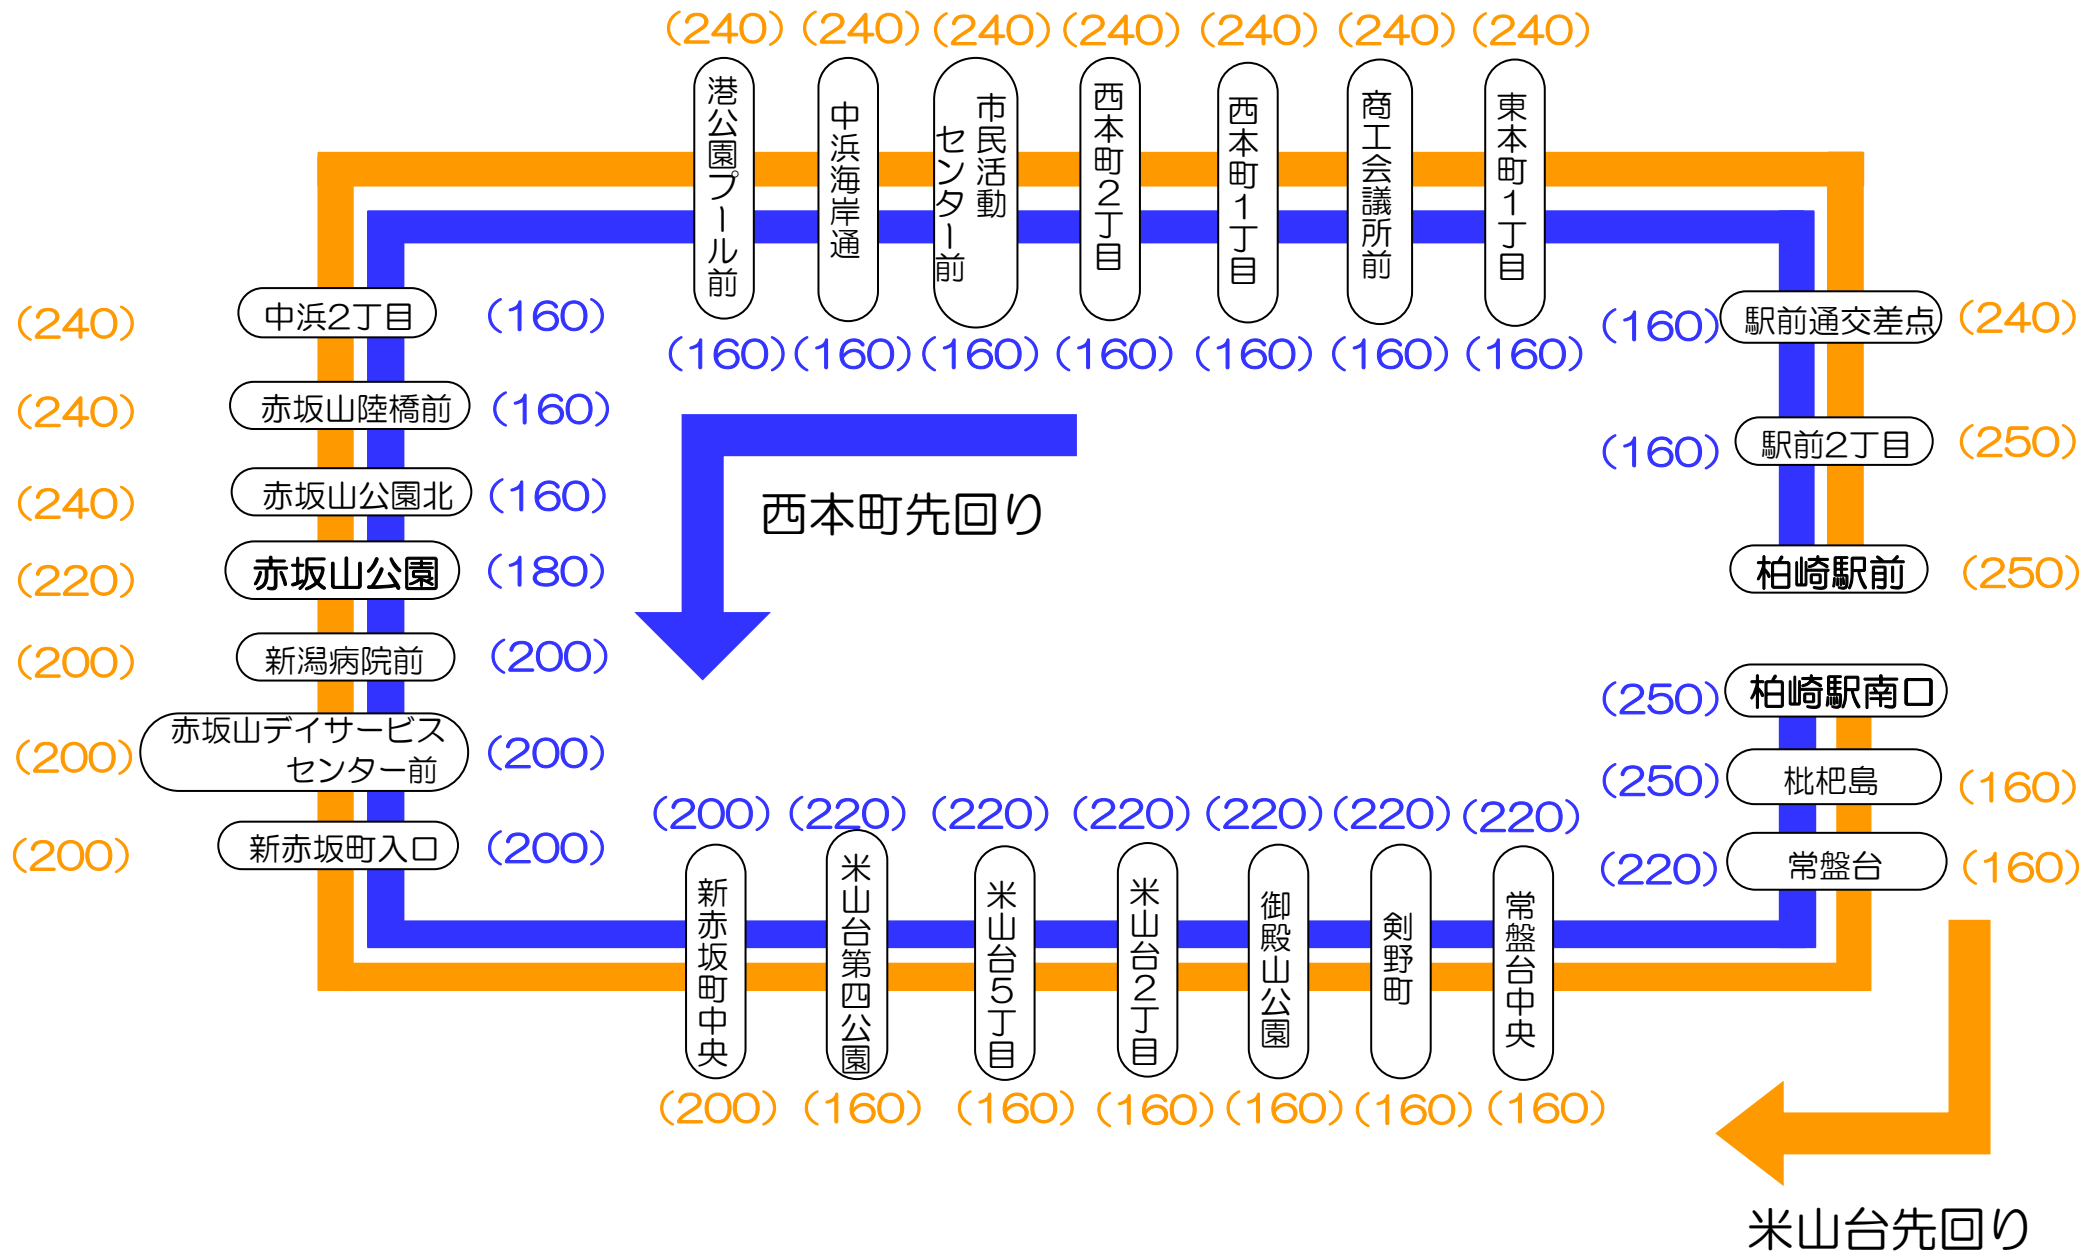 (240) (240) (240) (240) (240) (240) (240)
港公園プール前
中浜海岸通
市民活動
センター前
西本町2丁目
西本町1丁目
商工会議所前
東本町1丁目
(160) (160) (160) (160) (160) (160) (160)
(240) 中浜2丁目 (160)
(240) 赤坂山陸橋前 (160)
(240) 赤坂山公園北 (160)
(220) 赤坂山公園 (180)
(200) 新潟病院前 (200)
(200) 赤坂山デイサービス
センター前 (200)
(200) 新赤坂町入口 (200)
西本町先回り
(160) 駅前通交差点 (240)
(160) 駅前2丁目 (250)
柏崎駅前 (250)
(250) 柏崎駅南口
(250) 枇杷島 (160)
(220) 常盤台 (160)
(200) (220) (220) (220) (220) (220) (220)
新赤坂町中央
米山台第四公園
米山台5丁目
米山台2丁目
御殿山公園
剣野町
常盤台中央
(200) (160) (160) (160) (160) (160) (160)
米山台先回り